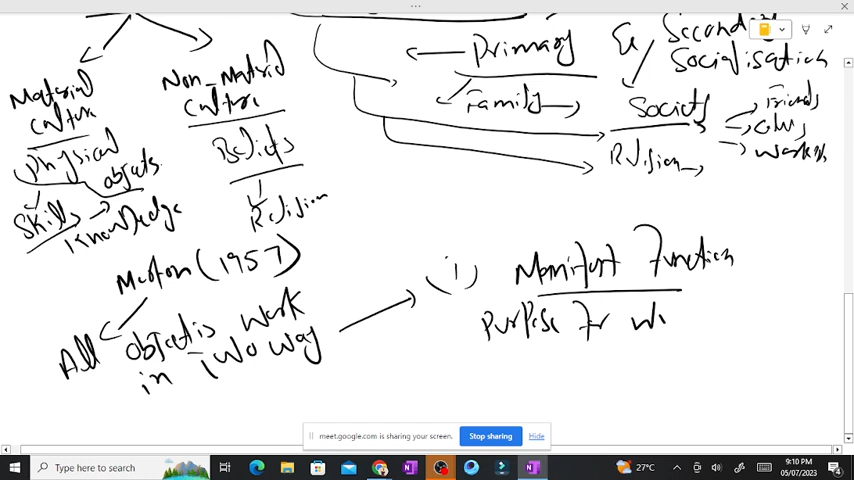 Material
culture
Physical
objects
Skills
Knowledge
Non-Material
culture
Beliefs
Religion
Primary
Family
Secondary
Socialisation
Society
Friends
Religion
Merton (1957)
All objects work
in Two way
(1) Manifest Function
Purpose for wh
meet.google.com is sharing your screen. Stop sharing Hide
Type here to search
27°C
9:10 PM
05/07/2023
4